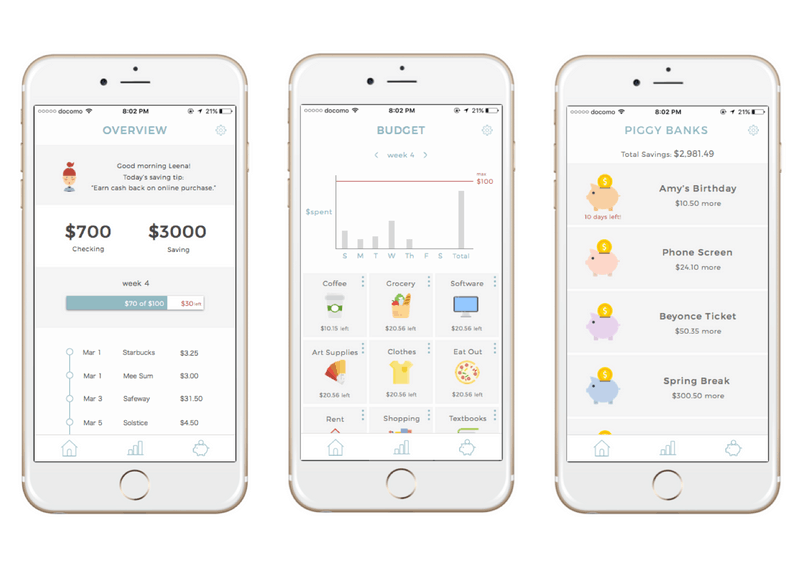 ooooo docomo 8:02 PM 21%
OVERVIEW
Good morning Leena!
Today's saving tip:
"Earn cash back on online purchase."
$700 $3000
Checking Saving
week 4
$70 of $100 $30 left
Mar 1 Starbucks $3.25
Mar 1 Mee Sum $3.00
Mar 3 Safeway $31.50
Mar 5 Solstice $4.50
ooooo docomo 8:02 PM 21%
BUDGET
< week 4 >
max
$100
$spent
S M T W Th F S Total
Coffee Grocery Software
$10.15 left $20.56 left $20.56 left
Art Supplies Clothes Eat Out
$20.56 left $20.56 left $20.56 left
Rent Shopping Textbooks
ooooo docomo 8:02 PM 21%
PIGGY BANKS
Total Savings: $2,981.49
Amy's Birthday
$10.50 more
10 days left!
Phone Screen
$24.10 more
Beyonce Ticket
$50.35 more
Spring Break
$300.50 more